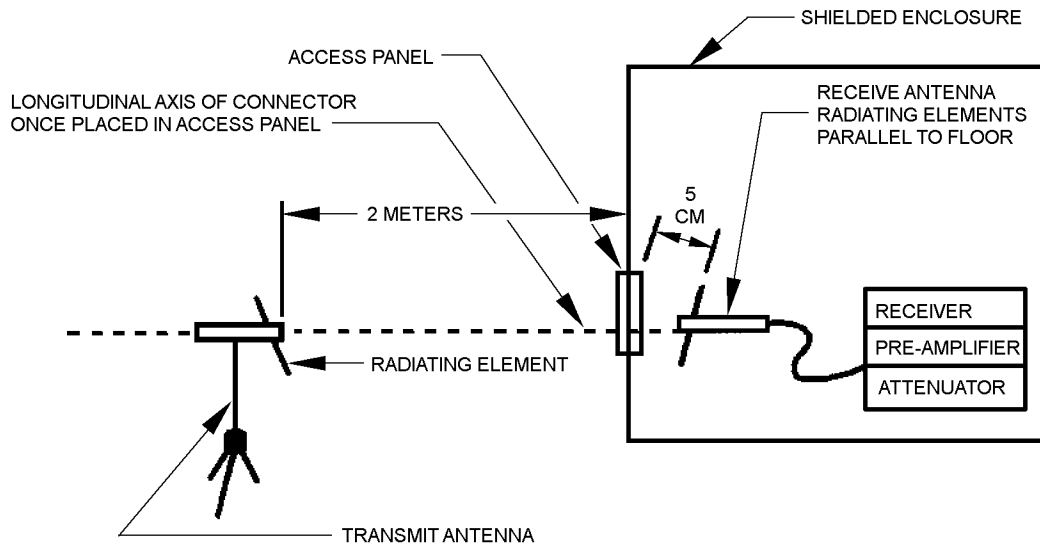 SHIELDED ENCLOSURE
ACCESS PANEL
LONGITUDINAL AXIS OF CONNECTOR
ONCE PLACED IN ACCESS PANEL
RECEIVE ANTENNA
RADIATING ELEMENTS
PARALLEL TO FLOOR
5
CM
2 METERS
RECEIVER
PRE-AMPLIFIER
ATTENUATOR
RADIATING ELEMENT
TRANSMIT ANTENNA